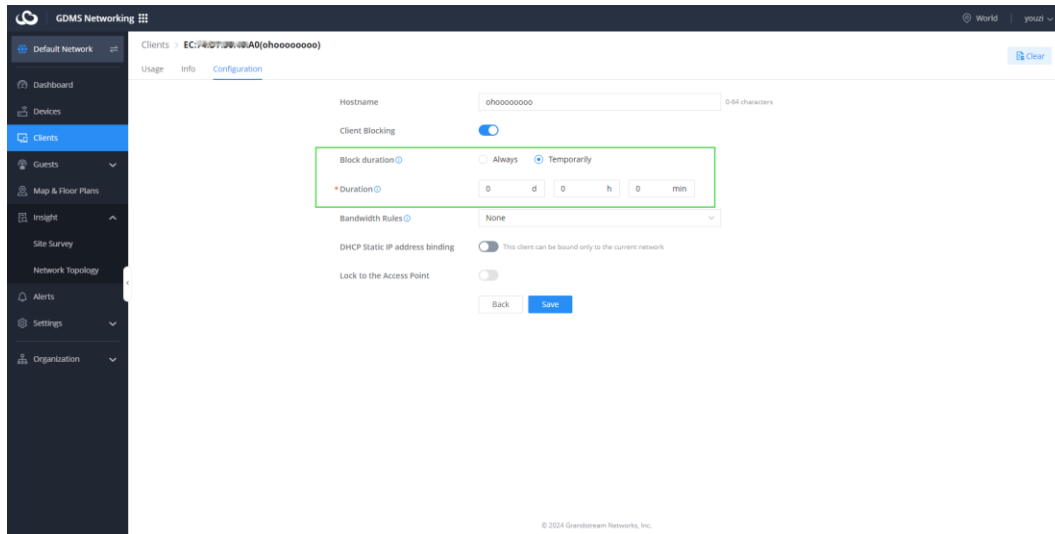 GDMS Networking
World
youzi
Default Network
Clients > EC: A0(ohoooooooo)
Clear
Usage Info Configuration
Dashboard
Devices
Clients
Guests
Map & Floor Plans
Insight
Site Survey
Network Topology
Alerts
Settings
Organization
Hostname ohoooooooo 0-64 characters
Client Blocking
Block duration Always Temporarily
* Duration 0 d 0 h 0 min
Bandwidth Rules None
DHCP Static IP address binding This client can be bound only to the current network
Lock to the Access Point
Back Save
© 2024 Grandstream Networks, Inc.